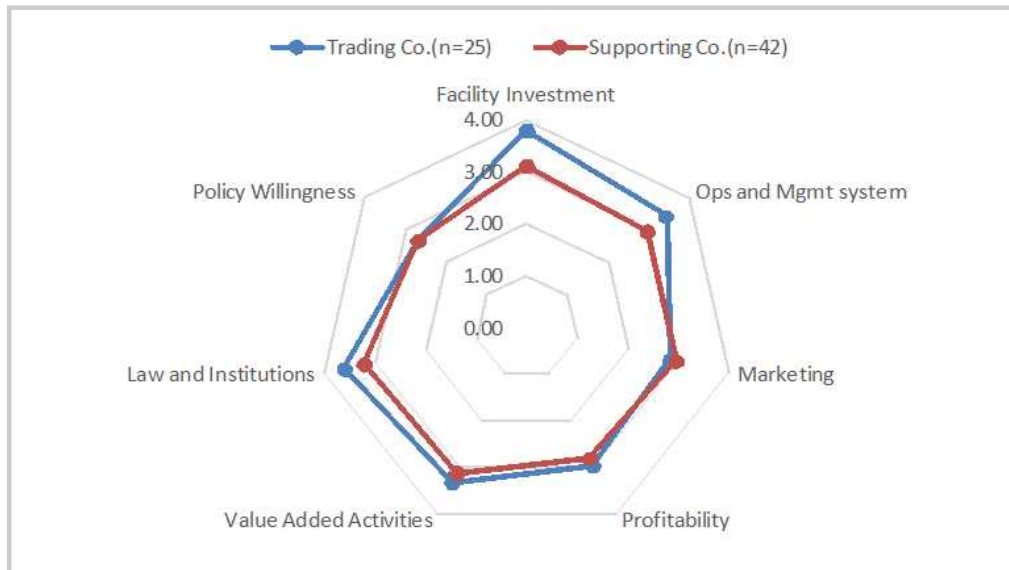 Trading Co.(n=25) Supporting Co.(n=42)
Facility Investment
4.00
Policy Willingness
3.00
Ops and Mgmt system
2.00
1.00
0.00
Law and Institutions
Marketing
Value Added Activities
Profitability